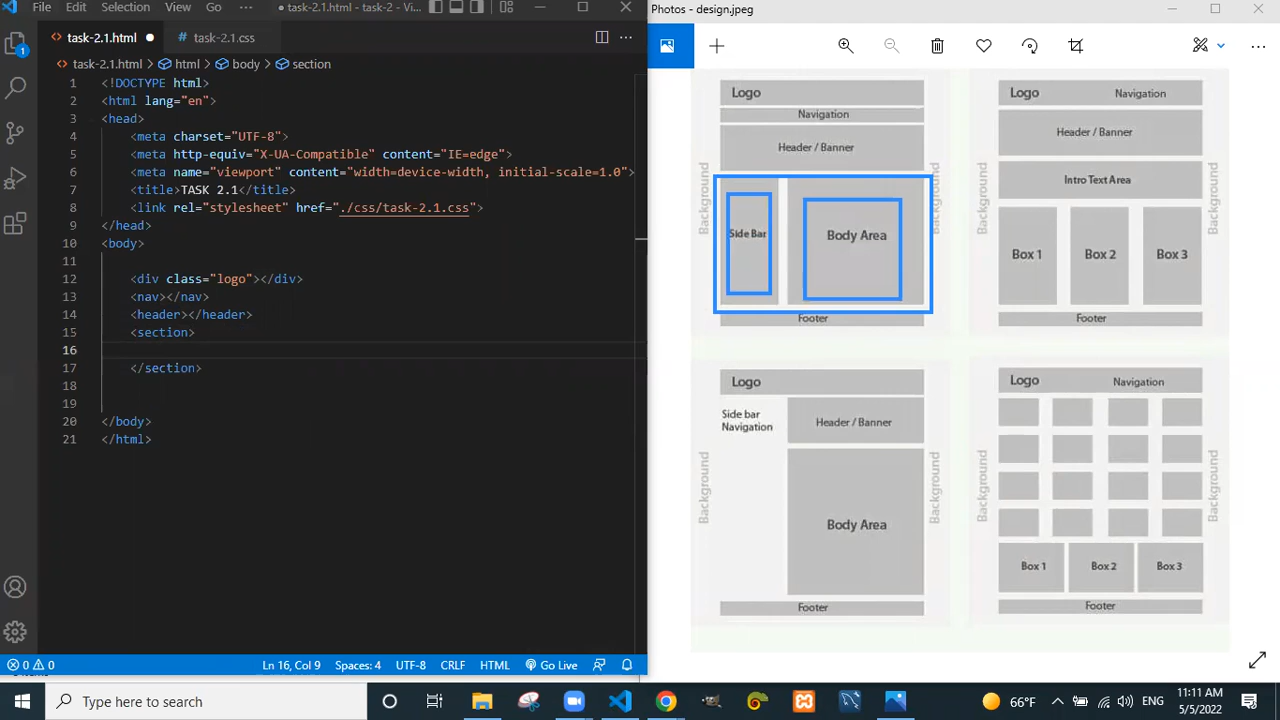 File Edit Selection View Go ··· • task-2.1.html - task-2 - Vi...
Photos - design.jpeg
task-2.1.html
task-2.1.css
task-2.1.html > html > body > section
1 <!DOCTYPE html>
2 <html lang="en">
3 <head>
4 <meta charset="UTF-8">
5 <meta http-equiv="X-UA-Compatible" content="IE=edge">
6 <meta name="viewport" content="width=device-width, initial-scale=1.0">
7 <title>TASK 2.1 </title>
8 <link rel="stylesheet" href="./css/task-2.1.css">
9 </head>
10 <body>
11
12 <div class="logo"></div>
13 <nav></nav>
14 <header></header>
15 <section>
16
17 </section>
18
19
20 </body>
21 </html>
1
Logo
Navigation
Header / Banner
Background
Side Bar
Body Area
Background
Footer
Logo Navigation
Header / Banner
Intro Text Area
Background
Box 1 Box 2 Box 3
Background
Footer
Logo
Side bar
Navigation
Header / Banner
Background
Body Area
Background
Footer
Logo Navigation
Background
Background
Box 1 Box 2 Box 3
Footer
0 0 Ln 16, Col 9 Spaces: 4 UTF-8 CRLF HTML Go Live
Type here to search
66°F
ENG
11:11 AM
5/5/2022